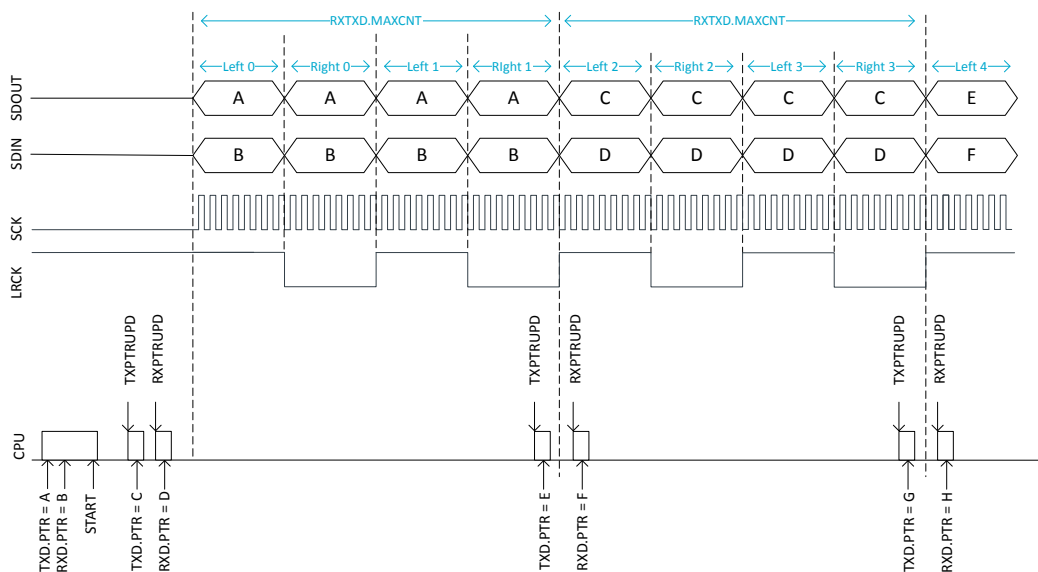 RXTXD.MAXCNT RXTXD.MAXCNT
Left 0 Right 0 Left 1 RIght 1 Left 2 Right 2 Left 3 Right 3 Left 4
SDOUT A A A A C C C C E
SDIN B B B B D D D D F
SCK
LRCK
TXPTRUPD RXPTRUPD TXPTRUPD RXPTRUPD TXPTRUPD RXPTRUPD
CPU
TXD.PTR = A RXD.PTR = B START TXD.PTR = C RXD.PTR = D TXD.PTR = E RXD.PTR = F TXD.PTR = G RXD.PTR = H